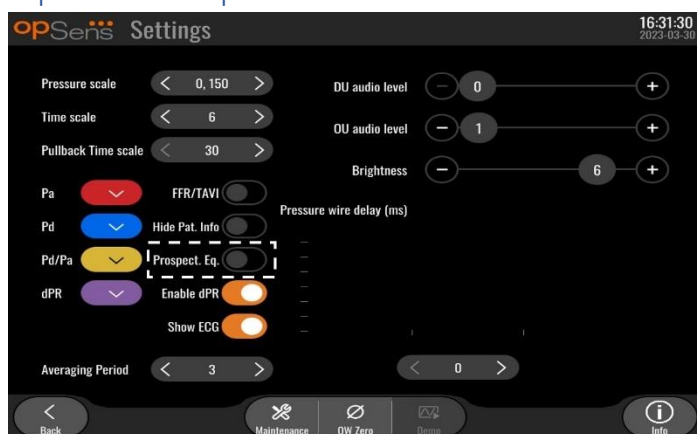 opSens Settings
16:31:30
2023-03-30
Pressure scale < 0, 150 >
DU audio level − 0 +
Time scale < 6 >
OU audio level − 1 +
Pullback Time scale < 30 >
Brightness − 6 +
Pa
FFR/TAVI
Pressure wire delay (ms)
Pd
Hide Pat. Info
Pd/Pa
Prospect. Eq.
dPR
Enable dPR
Show ECG
Averaging Period < 3 >
< 0 >
Back
Maintenance
OW Zero
Demo
Info